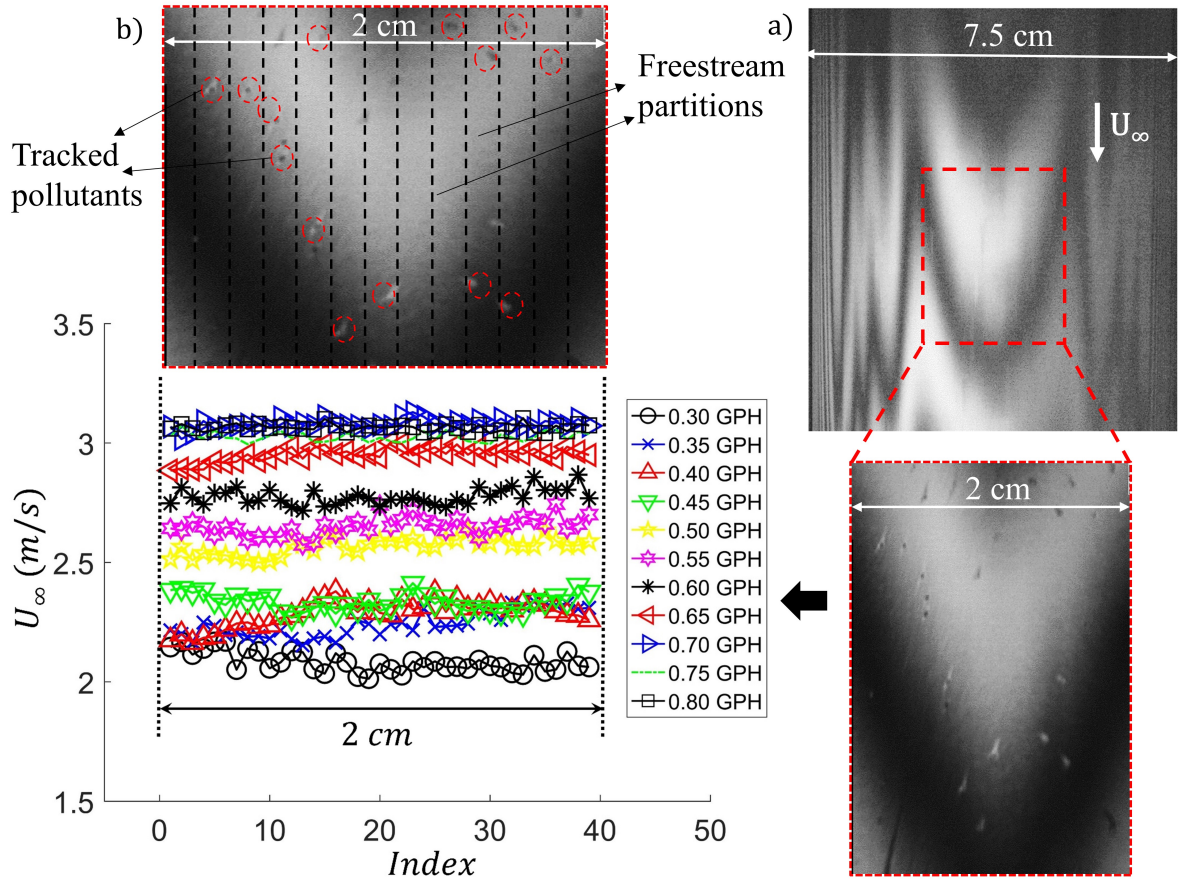 b)
2 cm
Freestream
partitions
Tracked
pollutants
a)
7.5 cm
U∞
2 cm
3.5
3
2.5
2
1.5
U∞ (m/s)
0.30 GPH
0.35 GPH
0.40 GPH
0.45 GPH
0.50 GPH
0.55 GPH
0.60 GPH
0.65 GPH
0.70 GPH
0.75 GPH
0.80 GPH
2 cm
0 10 20 30 40 50
Index